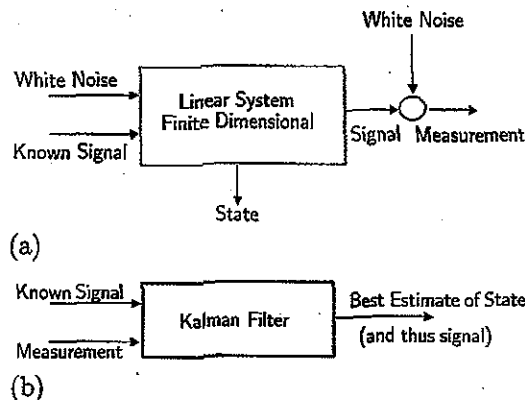 White Noise
White Noise
Linear System
Finite Dimensional
Known Signal
Signal Measurement
State
(a)
Known Signal
Kalman Filter
Best Estimate of State
(and thus signal)
Measurement
(b)